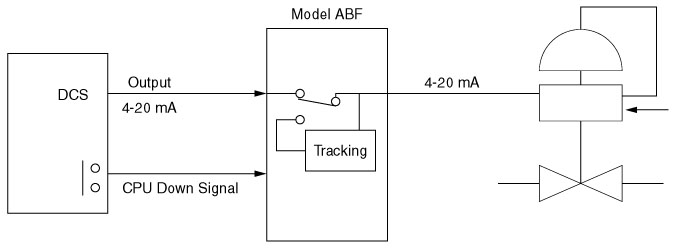 Model ABF
DCS
Output
4-20 mA
4-20 mA
Tracking
CPU Down Signal